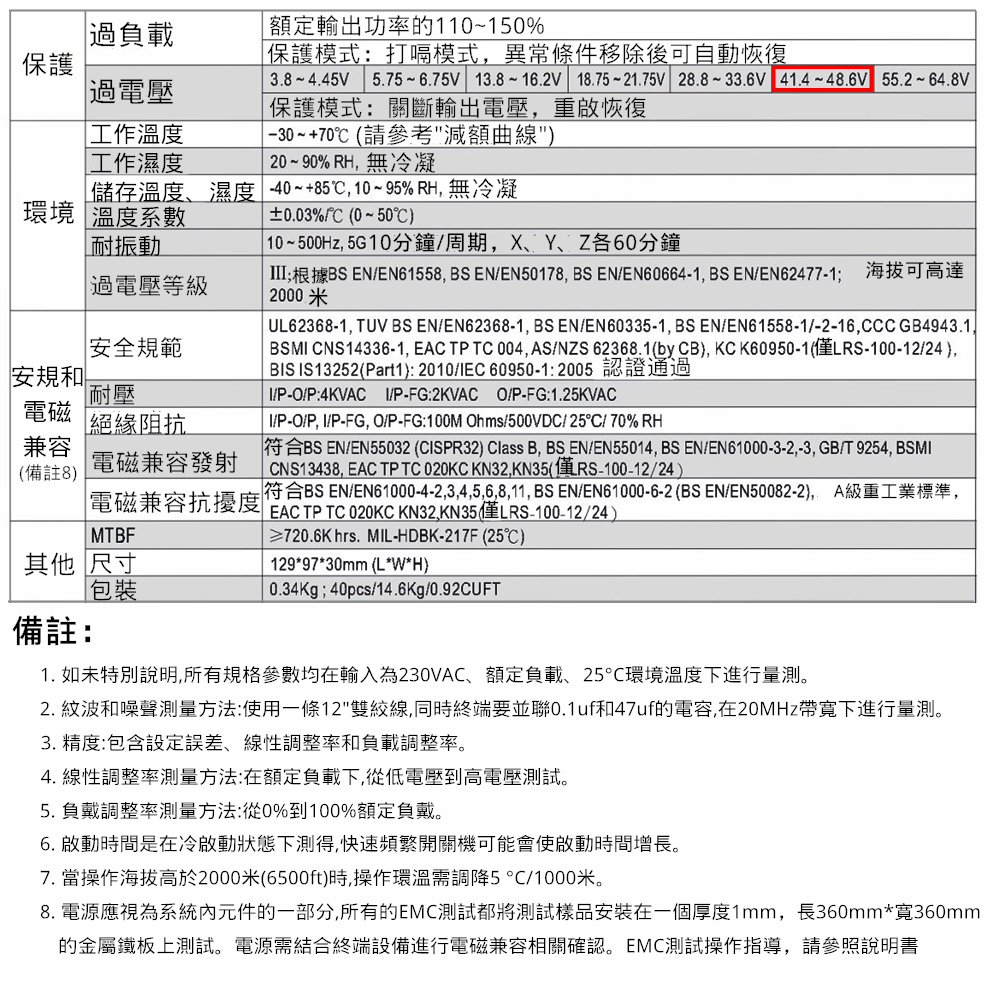 保護
過負載
額定輸出功率的110~150%
保護模式：打嗝模式，異常條件移除後可自動恢復
過電壓
3.8 ~ 4.45V 5.75 ~ 6.75V 13.8 ~ 16.2V 18.75 ~ 21.75V 28.8 ~ 33.6V 41.4 ~ 48.6V 55.2 ~ 64.8V
保護模式：關斷輸出電壓，重啟恢復
環境
工作溫度
-30 ~ +70℃ (請參考"減額曲線")
工作濕度
20 ~ 90% RH, 無冷凝
儲存溫度、濕度
-40 ~ +85℃, 10 ~ 95% RH, 無冷凝
溫度系數
±0.03%/℃ (0 ~ 50℃)
耐振動
10 ~ 500Hz, 5G10分鐘/周期，X、Y、Z各60分鐘
過電壓等級
III;根據BS EN/EN61558, BS EN/EN50178, BS EN/EN60664-1, BS EN/EN62477-1; 海拔可高達
2000 米
安規和
電磁
兼容
(備註8)
安全規範
UL62368-1, TUV BS EN/EN62368-1, BS EN/EN60335-1, BS EN/EN61558-1/-2-16,CCC GB4943.1,
BSMI CNS14336-1, EAC TP TC 004, AS/NZS 62368.1(by CB), KC K60950-1(僅LRS-100-12/24 ),
BIS IS13252(Part1): 2010/IEC 60950-1: 2005 認證通過
耐壓
I/P-O/P:4KVAC I/P-FG:2KVAC O/P-FG:1.25KVAC
絕緣阻抗
I/P-O/P, I/P-FG, O/P-FG:100M Ohms/500VDC/ 25℃/ 70% RH
電磁兼容發射
符合BS EN/EN55032 (CISPR32) Class B, BS EN/EN55014, BS EN/EN61000-3-2,-3, GB/T 9254, BSMI
CNS13438, EAC TP TC 020KC KN32,KN35(僅LRS-100-12/24 )
電磁兼容抗擾度
符合BS EN/EN61000-4-2,3,4,5,6,8,11, BS EN/EN61000-6-2 (BS EN/EN50082-2), A級重工業標準，
EAC TP TC 020KC KN32,KN35(僅LRS-100-12/24 )
其他
MTBF
≥720.6K hrs. MIL-HDBK-217F (25℃)
尺寸
129*97*30mm (L*W*H)
包裝
0.34Kg ; 40pcs/14.6Kg/0.92CUFT
備註：
1. 如未特別說明,所有規格參數均在輸入為230VAC、額定負載、25°C環境溫度下進行量測。
2. 紋波和噪聲測量方法:使用一條12"雙絞線,同時終端要並聯0.1uf和47uf的電容,在20MHz帶寬下進行量測。
3. 精度:包含設定誤差、線性調整率和負載調整率。
4. 線性調整率測量方法:在額定負載下,從低電壓到高電壓測試。
5. 負戴調整率測量方法:從0%到100%額定負戴。
6. 啟動時間是在冷啟動狀態下測得,快速頻繁開關機可能會使啟動時間增長。
7. 當操作海拔高於2000米(6500ft)時,操作環溫需調降5 °C/1000米。
8. 電源應視為系統內元件的一部分,所有的EMC測試都將測試樣品安裝在一個厚度1mm，長360mm*寬360mm
的金屬鐵板上測試。電源需結合終端設備進行電磁兼容相關確認。EMC測試操作指導，請參照說明書